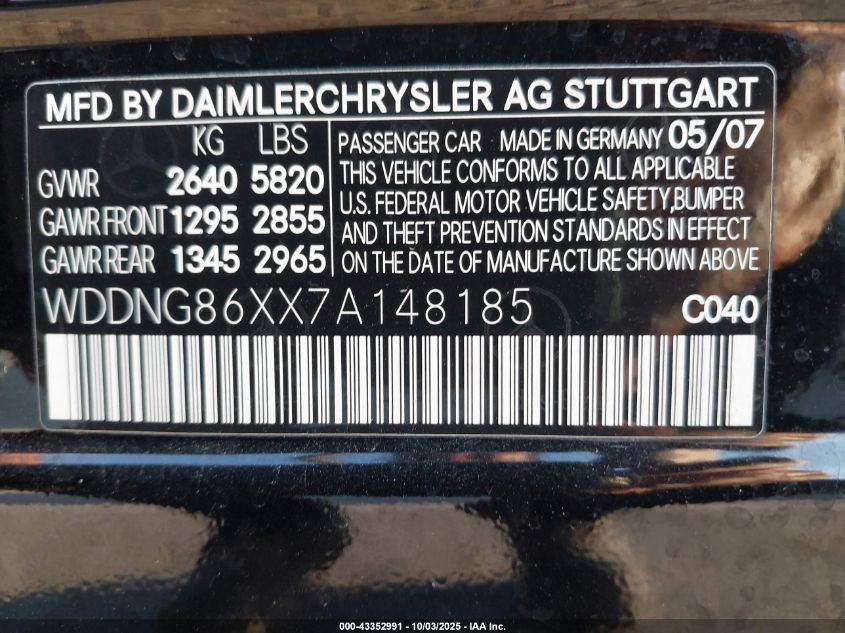 MFD BY DAIMLERCHRYSLER AG STUTTGART
KG LBS
GVWR 2640 5820
GAWR FRONT 1295 2855
GAWR REAR 1345 2965
PASSENGER CAR MADE IN GERMANY 05/07
THIS VEHICLE CONFORMS TO ALL APPLICABLE
U.S. FEDERAL MOTOR VEHICLE SAFETY,BUMPER
AND THEFT PREVENTION STANDARDS IN EFFECT
ON THE DATE OF MANUFACTURE SHOWN ABOVE
WDDNG86XX7A148185 C040
000-43352991 - 10/03/2025 - IAA Inc.